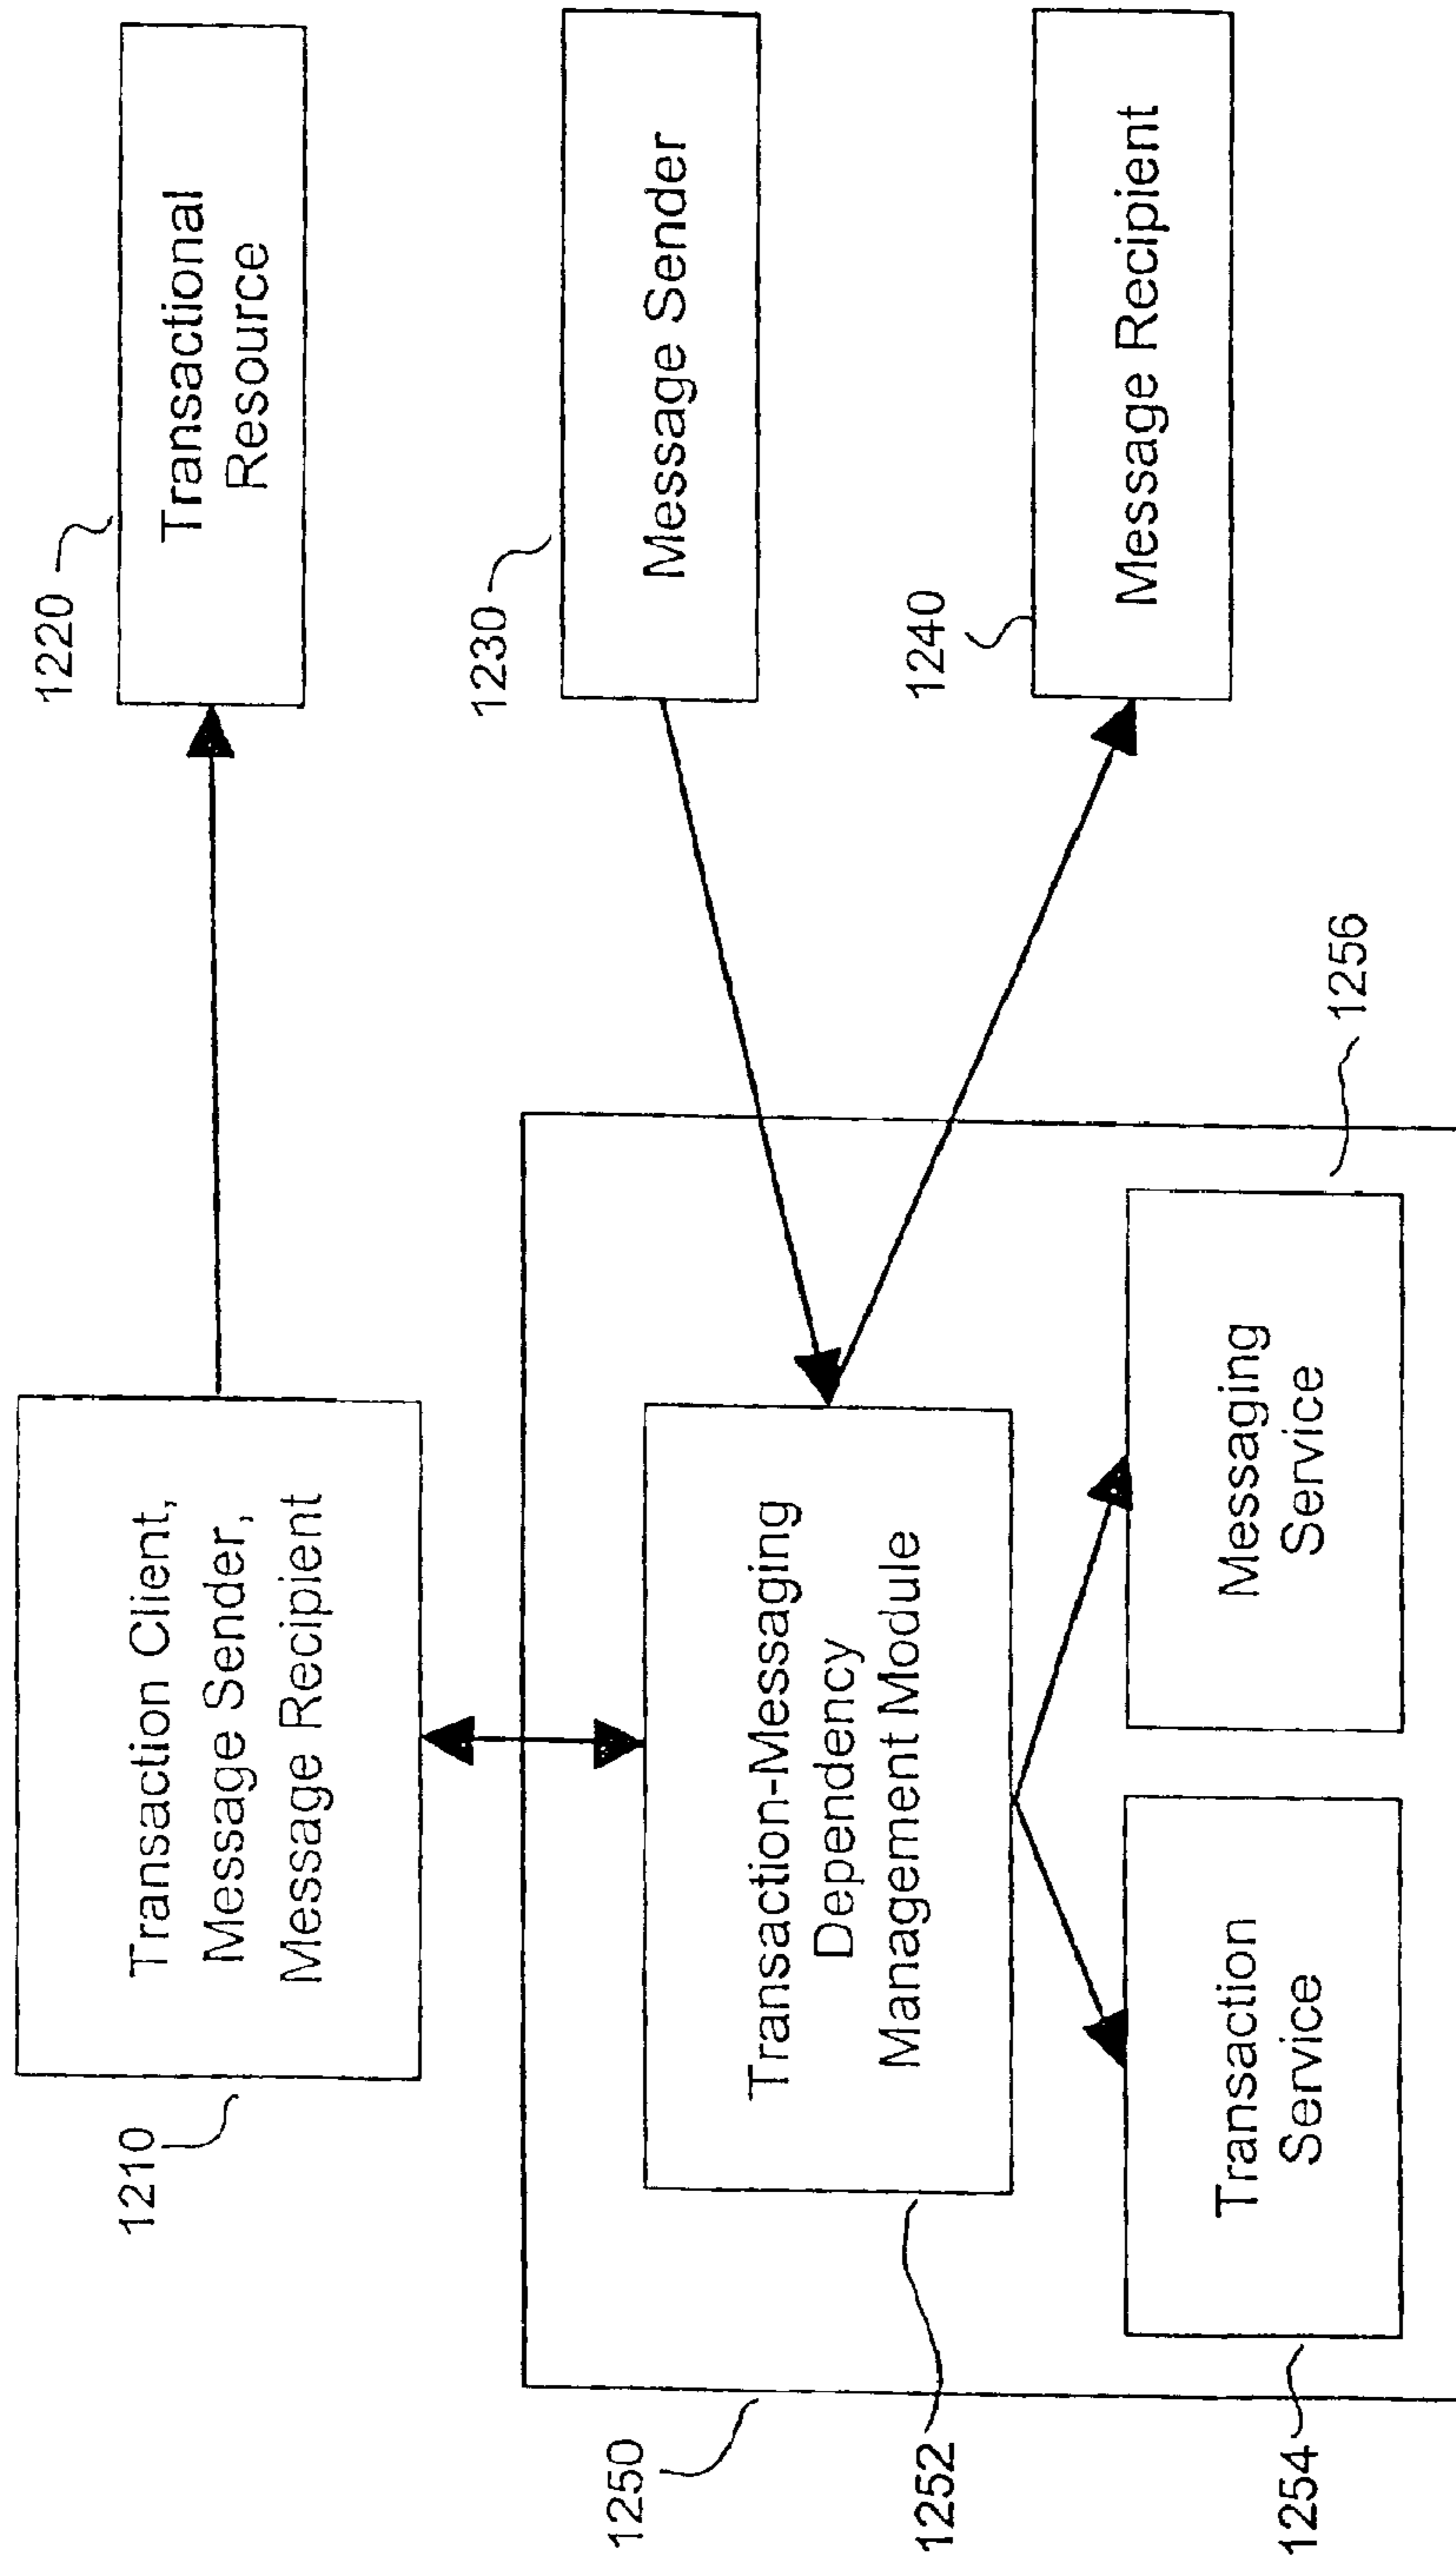 1210
Transaction Client,
Message Sender,
Message Recipient
1220
Transactional
Resource
1230
Message Sender
1240
Message Recipient
1250
1252
Transaction-Messaging
Dependency
Management Module
1254
Transaction
Service
1256
Messaging
Service